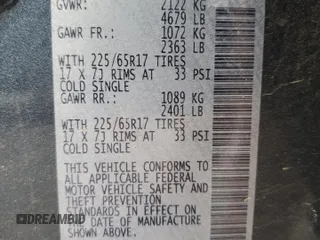 GVWR: 2122 KG
4679 LB
GAWR FR.: 1072 KG
2363 LB
WITH 225/65R17 TIRES
17 X 7J RIMS AT 33 PSI
COLD SINGLE
GAWR RR.: 1089 KG
2401 LB
WITH 225/65R17 TIRES
17 X 7J RIMS AT 33 PSI
COLD SINGLE
THIS VEHICLE CONFORMS TO
ALL APPLICABLE FEDERAL
MOTOR VEHICLE SAFETY AND
THEFT PREVENTION
STANDARDS IN EFFECT ON
DATE OF MANUFACTURE
SHOWN ABOVE.
DREAMBID